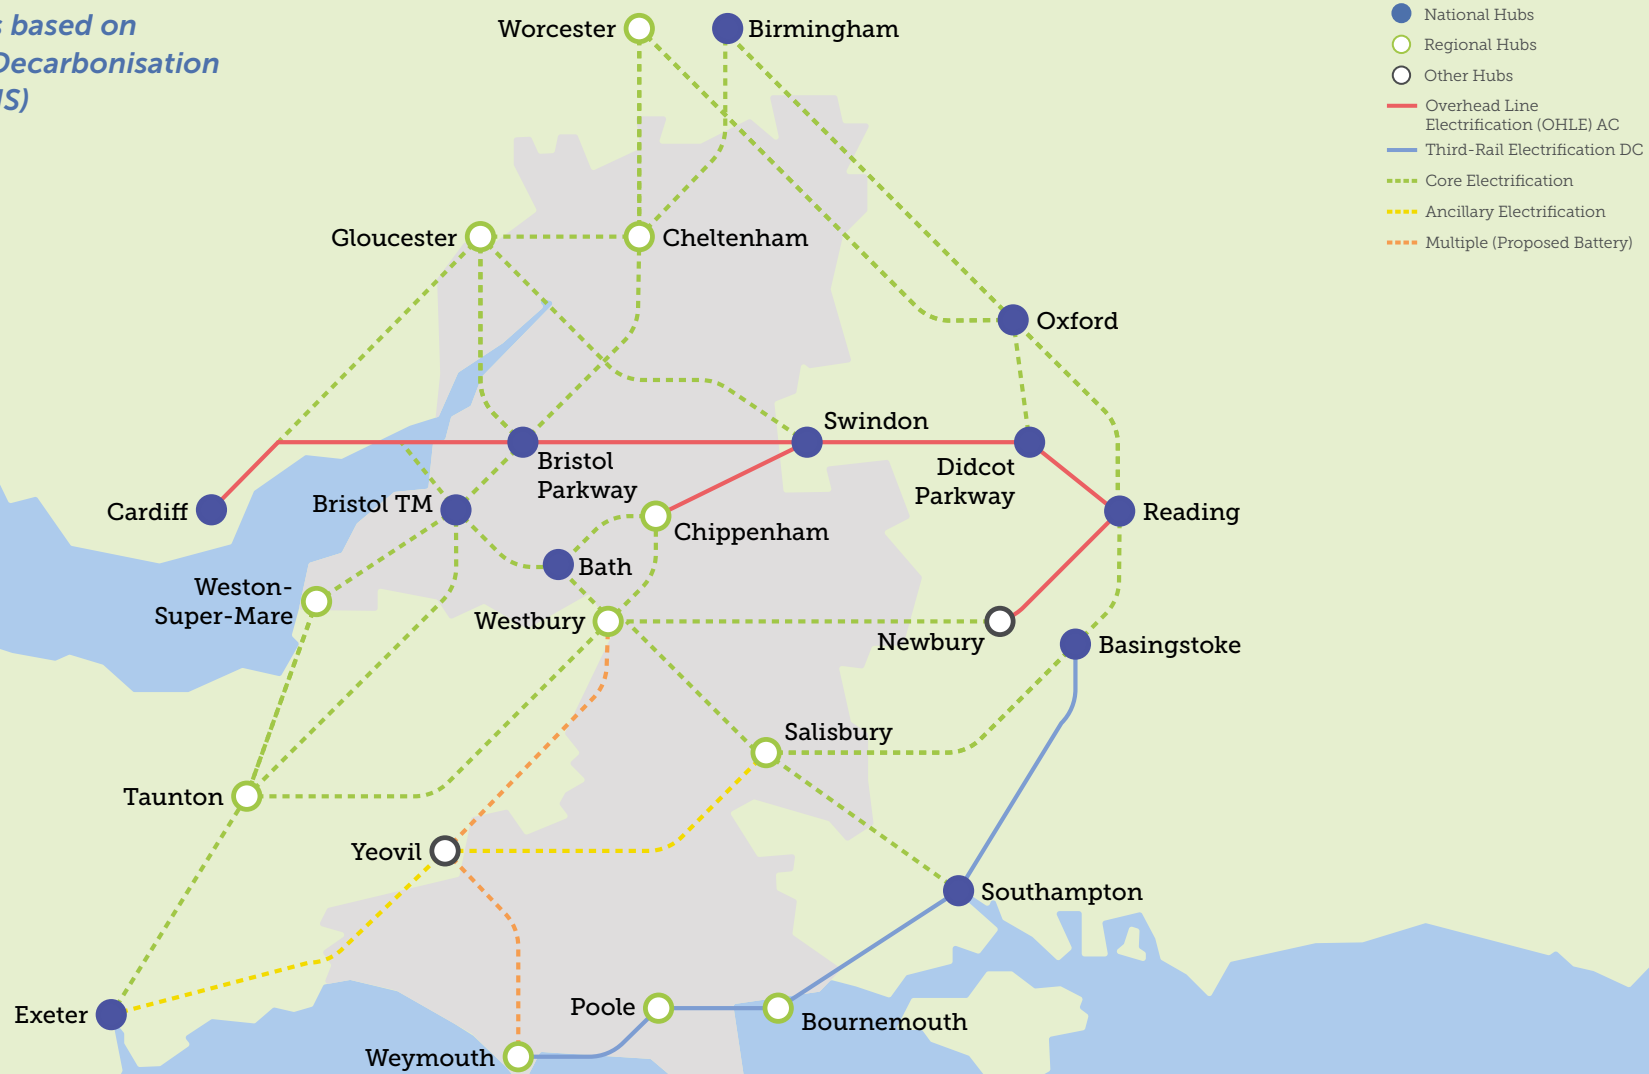 s based on
Decarbonisation
S)
Worcester
Birmingham
National Hubs
Regional Hubs
Other Hubs
Overhead Line
Electrification (OHLE) AC
Third-Rail Electrification DC
Core Electrification
Ancillary Electrification
Multiple (Proposed Battery)
Gloucester
Cheltenham
Oxford
Swindon
Bristol
Parkway
Didcot
Parkway
Cardiff
Bristol TM
Reading
Chippenham
Bath
Weston-
Super-Mare
Westbury
Newbury
Basingstoke
Salisbury
Taunton
Yeovil
Southampton
Exeter
Poole
Bournemouth
Weymouth